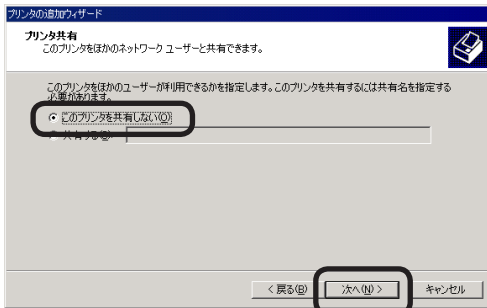 プリンタの追加ウィザード
プリンタ共有
このプリンタをほかのネットワーク ユーザーと共有できます。
このプリンタをほかのユーザーが利用できるかを指定します。このプリンタを共有するには共有名を指定する
必要があります。
このプリンタを共有しない(O)
共有する(S):
< 戻る(B)
次へ(N) >
キャンセル